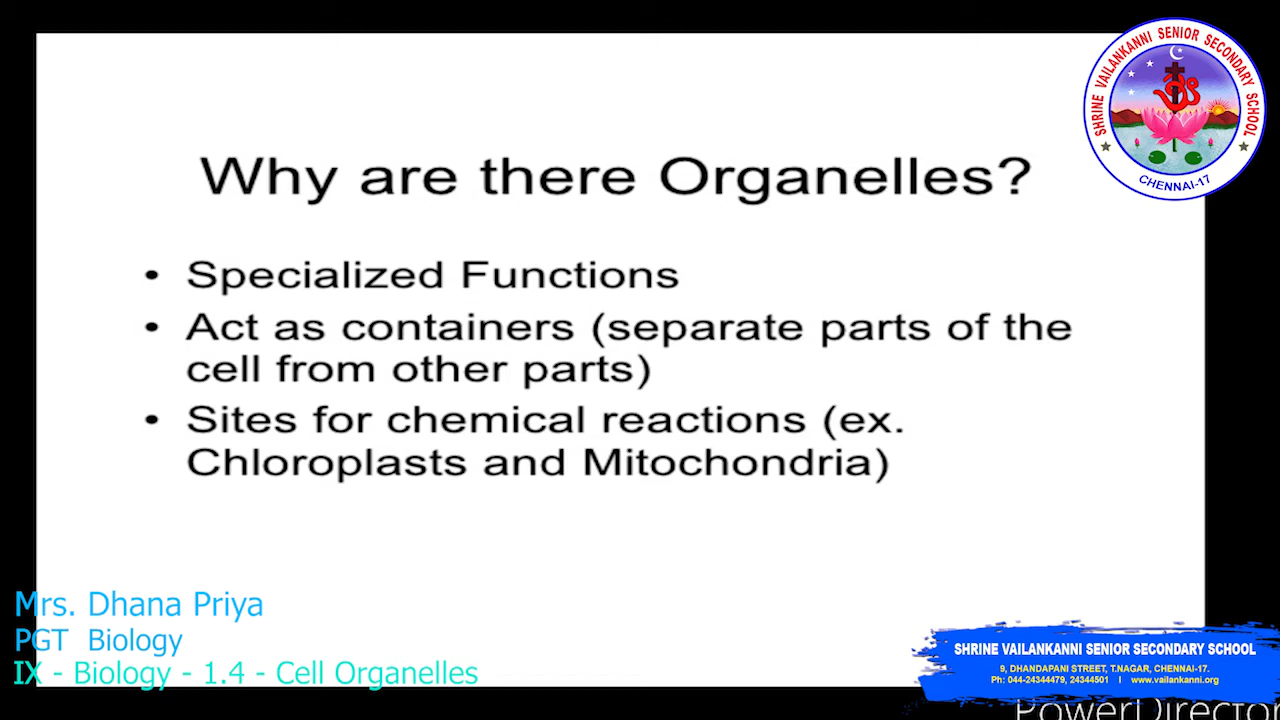 SHRINE VAILANKANNI SENIOR SECONDARY SCHOOL
CHENNAI-17
Why are there Organelles?
• Specialized Functions
• Act as containers (separate parts of the
cell from other parts)
• Sites for chemical reactions (ex.
Chloroplasts and Mitochondria)
Mrs. Dhana Priya
PGT Biology
IX - Biology - 1.4 - Cell Organelles
SHRINE VAILANKANNI SENIOR SECONDARY SCHOOL
9, DHANDAPANI STREET, T.NAGAR, CHENNAI-17.
Ph: 044-24344479, 24344501 I www.vailankanni.org
PowerDirector